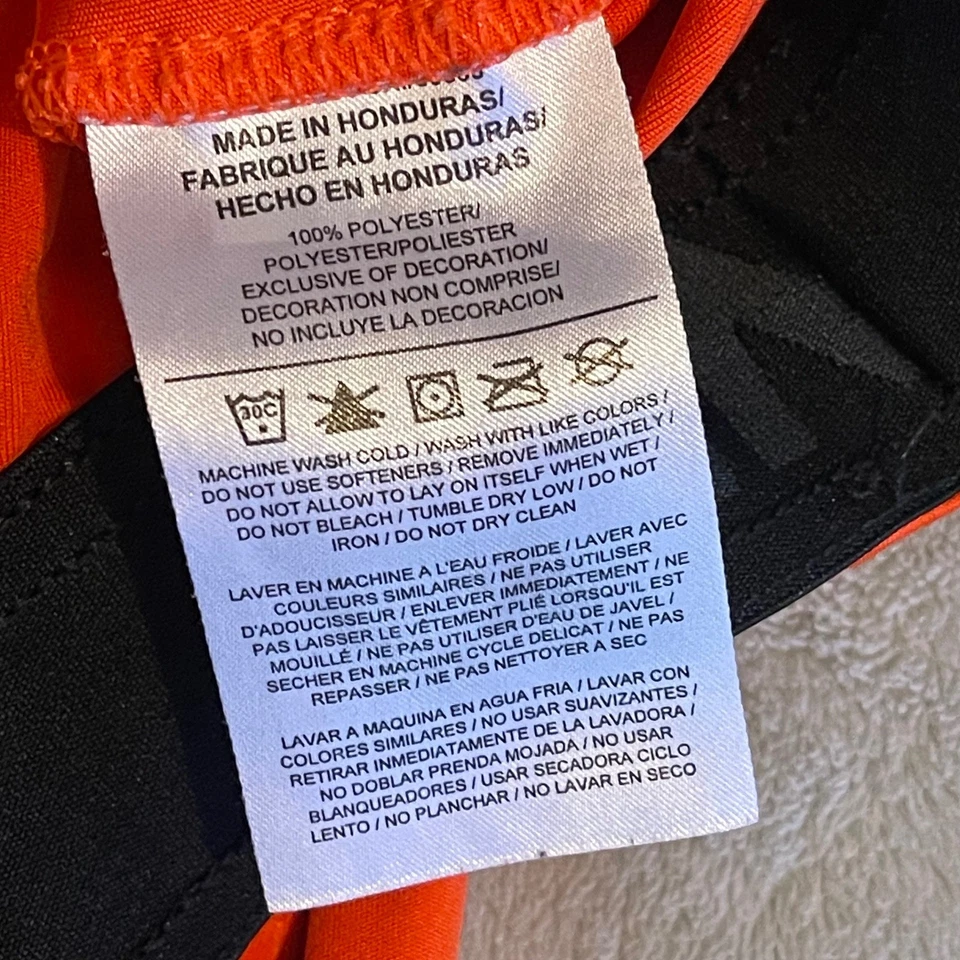 MADE IN HONDURAS/
FABRIQUE AU HONDURAS/
HECHO EN HONDURAS
100% POLYESTER/
POLYESTER/POLIESTER
EXCLUSIVE OF DECORATION/
DECORATION NON COMPRISE/
NO INCLUYE LA DECORACION
30C
MACHINE WASH COLD / WASH WITH LIKE COLORS /
DO NOT USE SOFTENERS / REMOVE IMMEDIATELY /
DO NOT ALLOW TO LAY ON ITSELF WHEN WET /
DO NOT BLEACH / TUMBLE DRY LOW / DO NOT
IRON / DO NOT DRY CLEAN
LAVER EN MACHINE A L'EAU FROIDE / LAVER AVEC
COULEURS SIMILAIRES / NE PAS UTILISER
D'ADOUCISSEUR / ENLEVER IMMEDIATEMENT / NE
PAS LAISSER LE VÊTEMENT PLIÉ LORSQU'IL EST
MOUILLÉ / NE PAS UTILISER D'EAU DE JAVEL /
SECHER EN MACHINE CYCLE DELICAT / NE PAS
REPASSER / NE PAS NETTOYER A SEC
LAVAR A MAQUINA EN AGUA FRIA / LAVAR CON
COLORES SIMILARES / NO USAR SUAVIZANTES /
RETIRAR INMEDIATAMENTE DE LA LAVADORA /
NO DOBLAR PRENDA MOJADA / NO USAR
BLANQUEADORES / USAR SECADORA CICLO
LENTO / NO PLANCHAR / NO LAVAR EN SECO